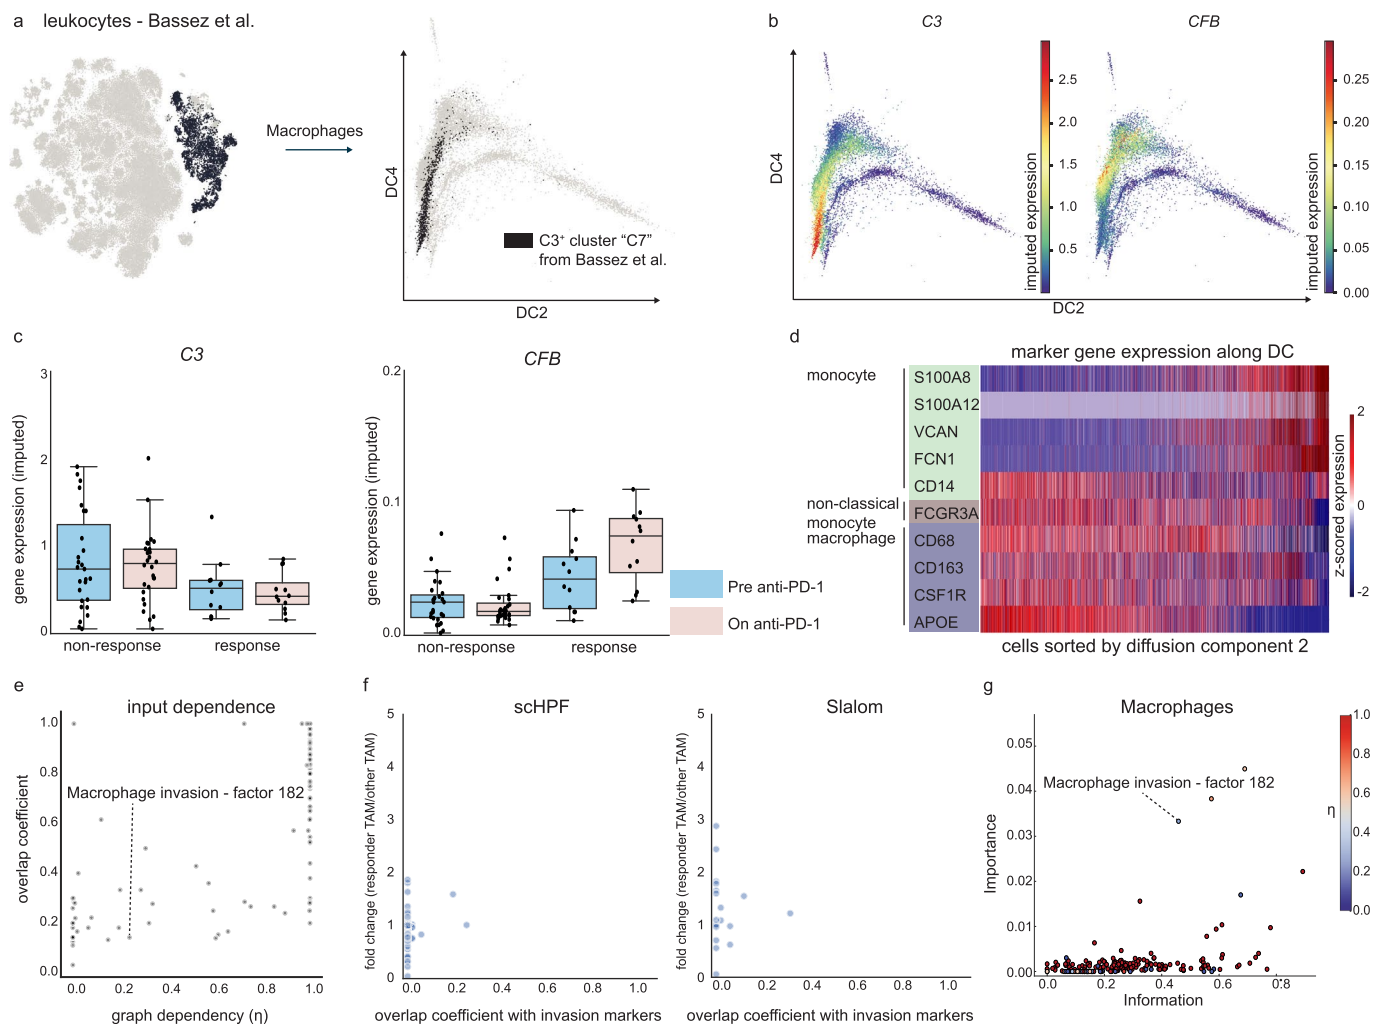 a leukocytes - Bassez et al.
Macrophages
DC4
C3+ cluster “C7”
from Bassez et al.
DC2
b
C3
CFB
DC4
2.5
2.0
1.5
1.0
0.5
imputed expression
0.25
0.20
0.15
0.10
0.05
0.00
imputed expression
DC2
c
C3
gene expression (imputed)
3
2
1
0
non-response
response
CFB
gene expression (imputed)
0.2
0.1
0.0
non-response
response
Pre anti-PD-1
On anti-PD-1
d
marker gene expression along DC
monocyte
S100A8
S100A12
VCAN
FCN1
CD14
non-classical
monocyte
FCGR3A
macrophage
CD68
CD163
CSF1R
APOE
cells sorted by diffusion component 2
z-scored expression
2
1
0
-1
-2
e
input dependence
overlap coefficient
1.0
0.8
0.6
0.4
0.2
0.0
Macrophage invasion - factor 182
0.0 0.2 0.4 0.6 0.8 1.0
graph dependency (η)
f
scHPF
fold change (responder TAM/other TAM)
5
4
3
2
1
0
0.0 0.2 0.4 0.6 0.8 1.0
overlap coefficient with invasion markers
Slalom
fold change (responder TAM/other TAM)
5
4
3
2
1
0
0.0 0.2 0.4 0.6 0.8 1.0
overlap coefficient with invasion markers
g
Macrophages
Importance
0.05
0.04
0.03
0.02
0.01
0.00
Macrophage invasion - factor 182
0.0 0.2 0.4 0.6 0.8
Information
η
1.0
0.8
0.6
0.4
0.2
0.0